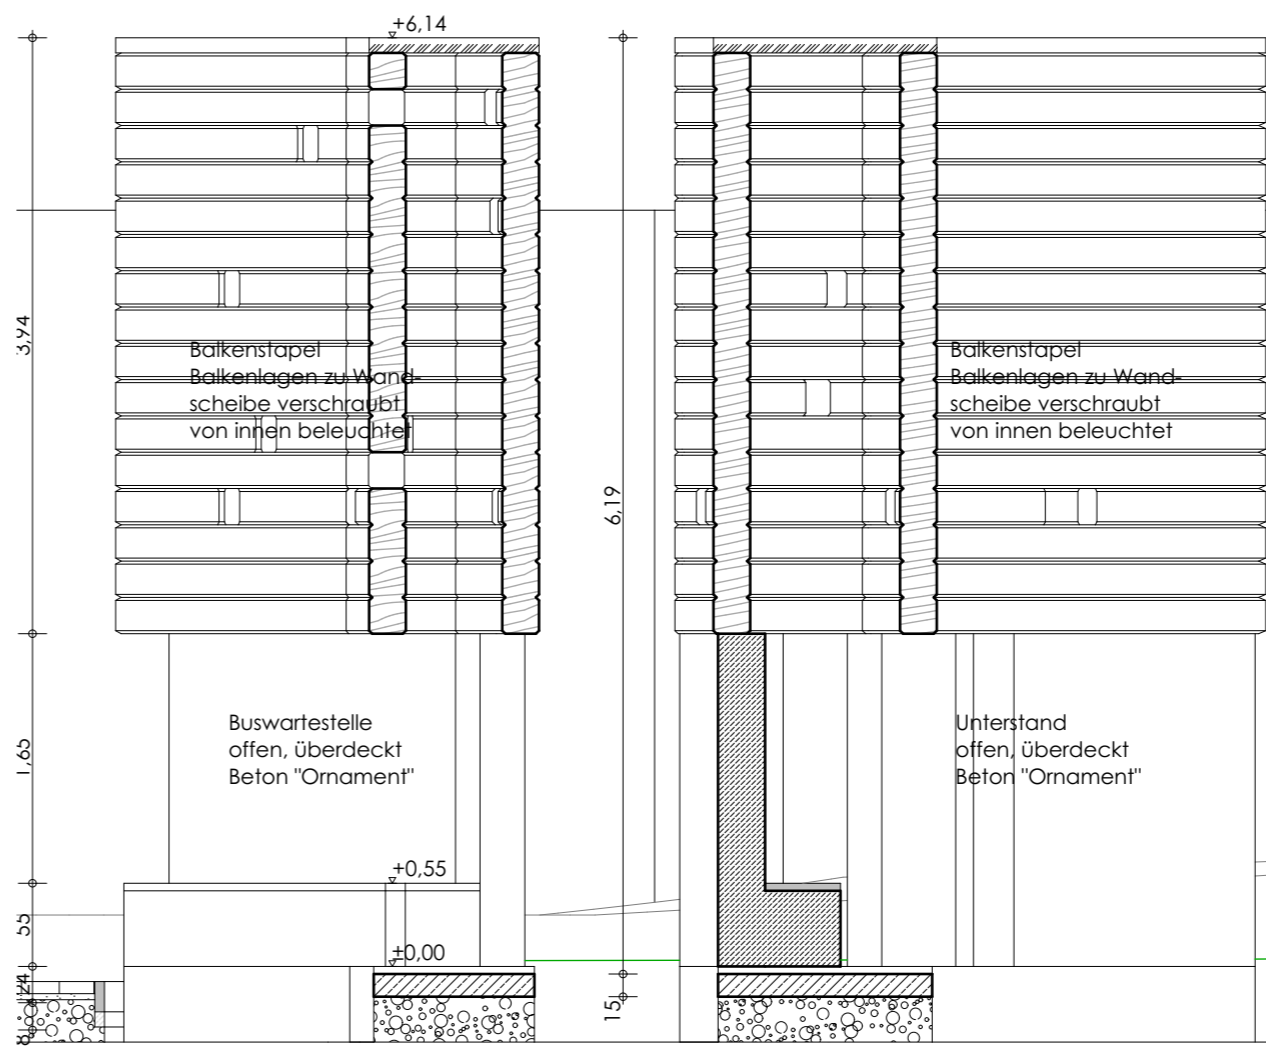 +6,14
3,94
Balkenstapel
Balkenlagen zu Wand-
scheibe verschraubt
von innen beleuchtet
Balkenstapel
Balkenlagen zu Wand-
scheibe verschraubt
von innen beleuchtet
6,19
1,65
Buswartestelle
offen, überdeckt
Beton "Ornament"
Unterstand
offen, überdeckt
Beton "Ornament"
+0,55
55
+0,00
24
15